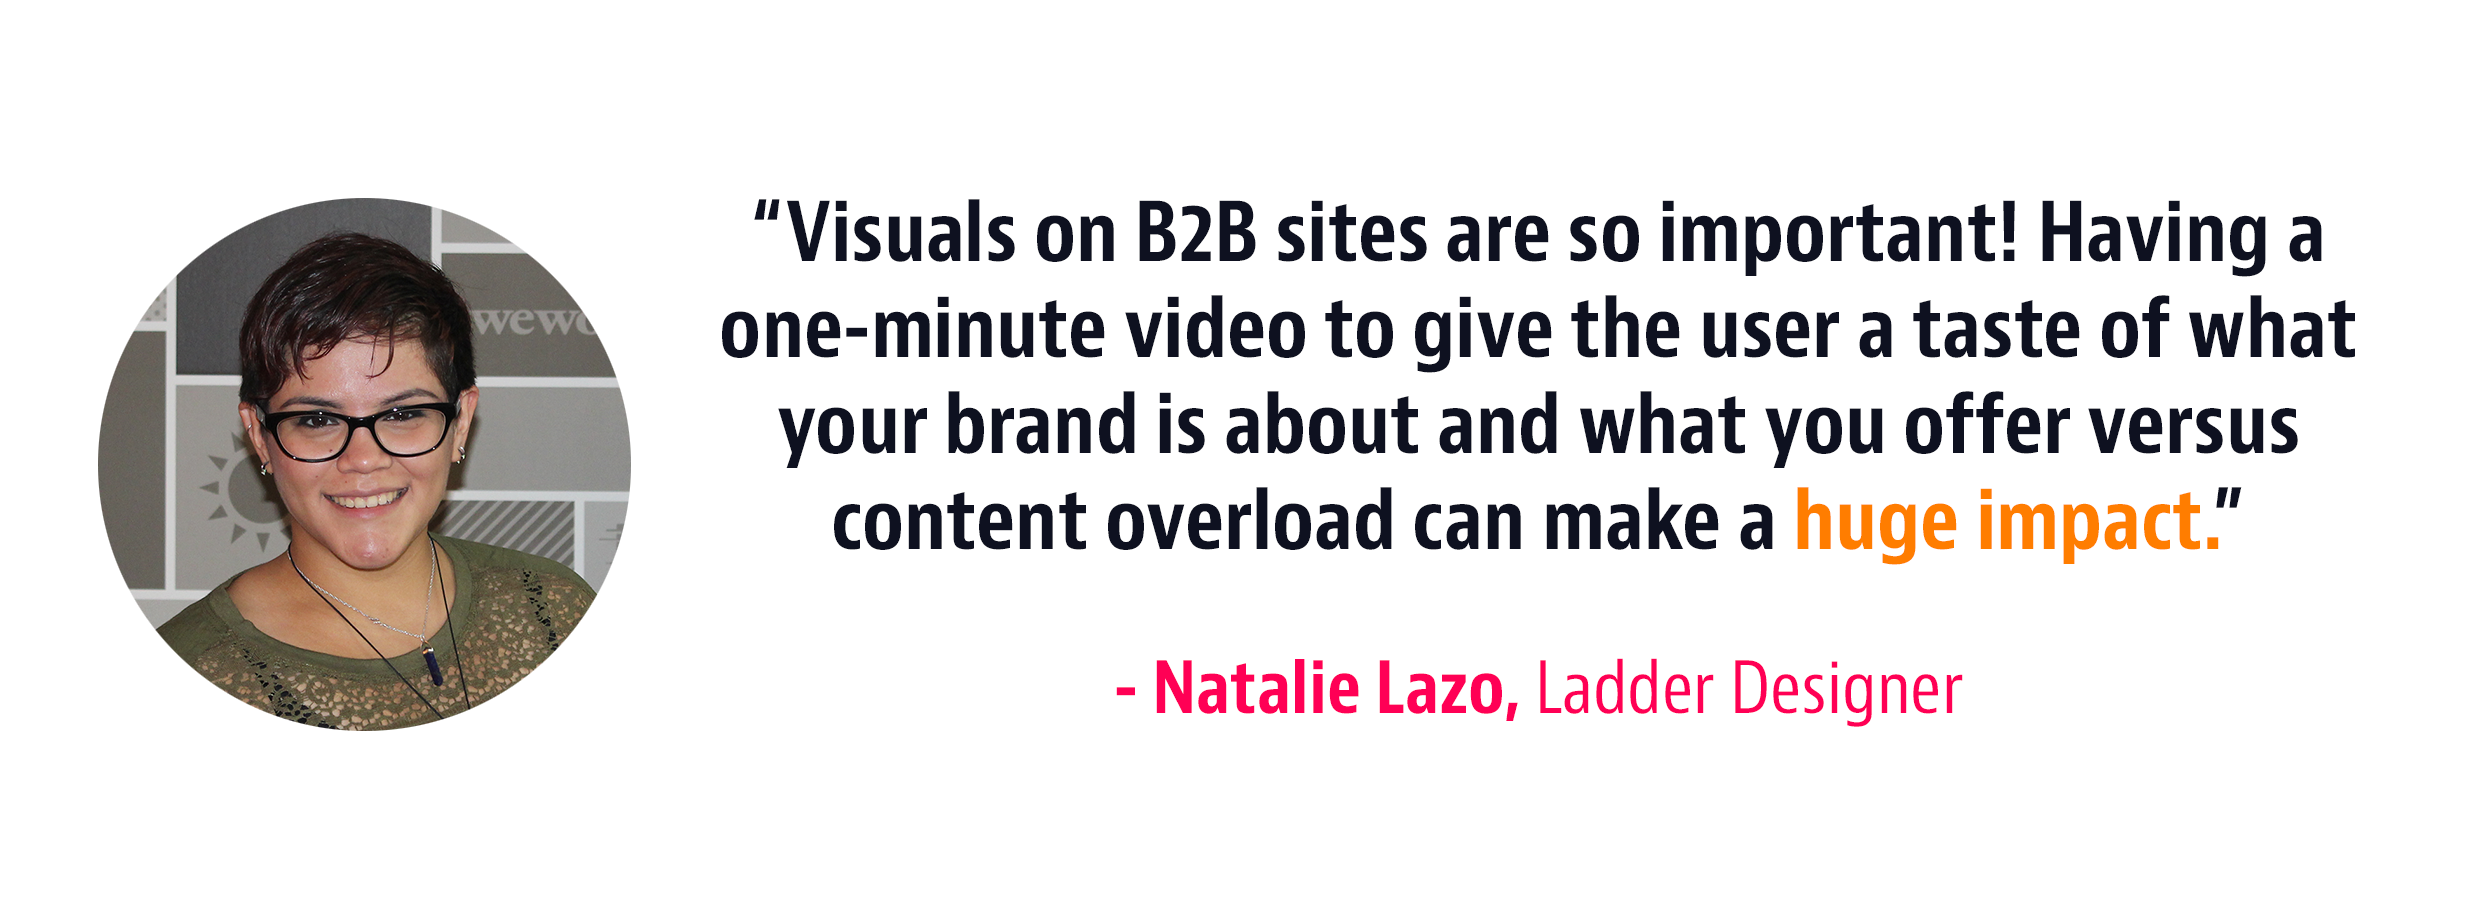 wewo
“Visuals on B2B sites are so important! Having a
one-minute video to give the user a taste of what
your brand is about and what you offer versus
content overload can make a huge impact.”
- Natalie Lazo, Ladder Designer